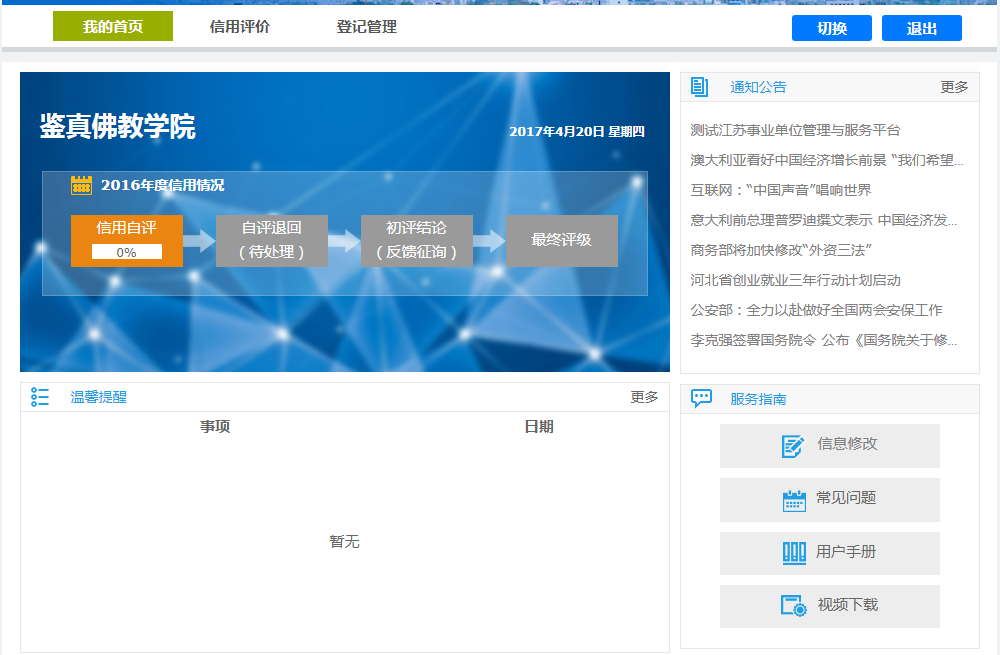 我的首页
信用评价
登记管理
切换
退出
鉴真佛教学院
2017年4月20日 星期四
2016年度信用情况
信用自评
0%
自评退回
（待处理）
初评结论
（反馈征询）
最终评级
通知公告
更多
测试江苏事业单位管理与服务平台
澳大利亚看好中国经济增长前景 “我们希望...
互联网：“中国声音”唱响世界
意大利前总理普罗迪撰文表示 中国经济发...
商务部将加快修改“外资三法”
河北省创业就业三年行动计划启动
公安部：全力以赴做好全国两会安保工作
李克强签署国务院令 公布《国务院关于修...
温馨提醒
更多
事项
日期
暂无
服务指南
信息修改
常见问题
用户手册
视频下载